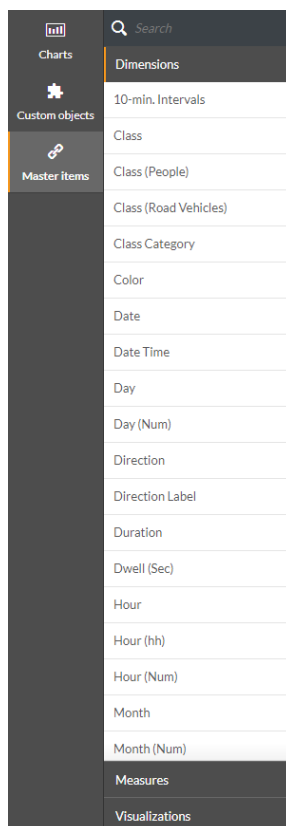 Charts
Custom objects
Master items
Search
Dimensions
10-min. Intervals
Class
Class (People)
Class (Road Vehicles)
Class Category
Color
Date
Date Time
Day
Day (Num)
Direction
Direction Label
Duration
Dwell (Sec)
Hour
Hour (hh)
Hour (Num)
Month
Month (Num)
Measures
Visualizations